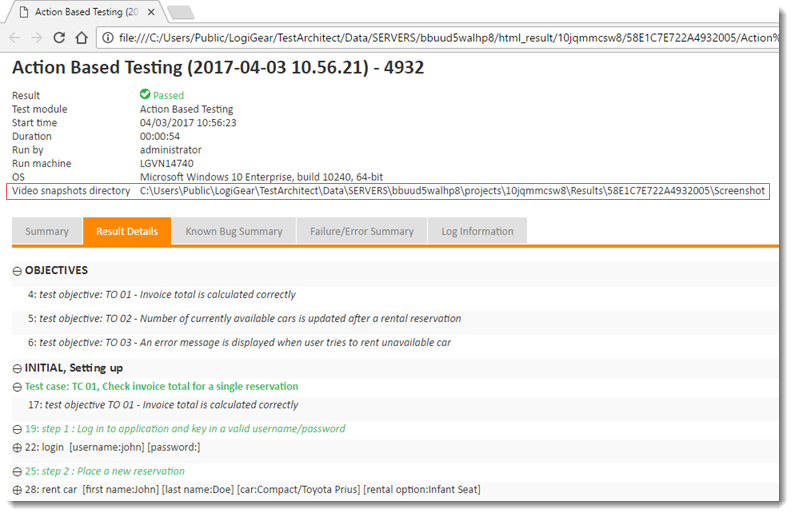 Action Based Testing (20
file:///C:/Users/Public/LogiGear/TestArchitect/Data/SERVERS/bbuud5walhp8/html_result/10jqmmcsw8/58E1C7E722A4932005/Action%
Action Based Testing (2017-04-03 10.56.21) - 4932
Result Passed
Test module Action Based Testing
Start time 04/03/2017 10:56:23
Duration 00:00:54
Run by administrator
Run machine LGVN14740
OS Microsoft Windows 10 Enterprise, build 10240, 64-bit
Video snapshots directory C:\Users\Public\LogiGear\TestArchitect\Data\SERVERS\bbuud5walhp8\projects\10jqmmcsw8\Results\58E1C7E722A4932005\Screenshot
Summary Result Details Known Bug Summary Failure/Error Summary Log Information
OBJECTIVES
4: test objective: TO 01 - Invoice total is calculated correctly
5: test objective: TO 02 - Number of currently available cars is updated after a rental reservation
6: test objective: TO 03 - An error message is displayed when user tries to rent unavailable car
INITIAL, Setting up
Test case: TC 01, Check invoice total for a single reservation
17: test objective TO 01 - Invoice total is calculated correctly
19: step 1 : Log in to application and key in a valid username/password
22: login [username:john] [password:]
25: step 2 : Place a new reservation
28: rent car [first name:John] [last name:Doe] [car:Compact/Toyota Prius] [rental option:Infant Seat]